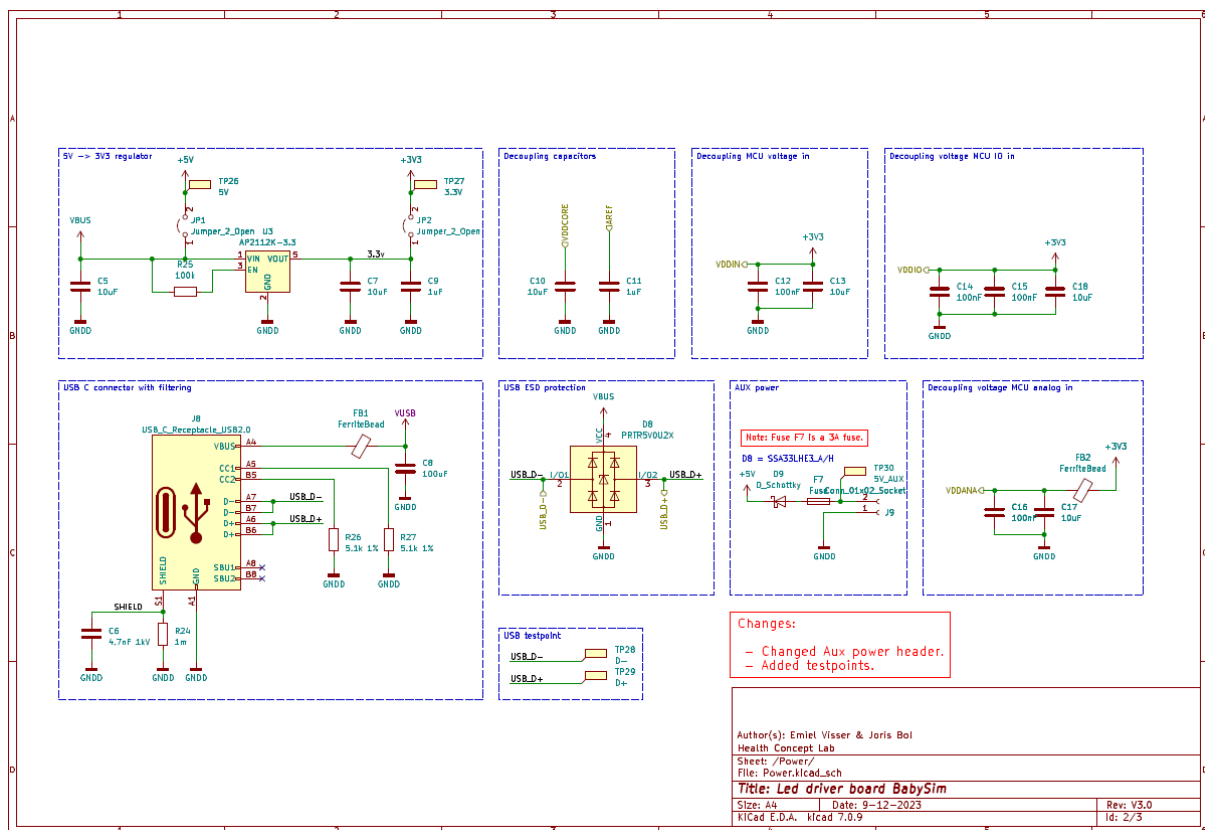 1 2 3 4 5 6
A
B
C
D
5V -> 3V3 regulator
+5V
TP26
5V
+3V3
TP27
3.3V
VBUS
2
JP1
Jumper_2_Open
1
U3
AP2112K-3.3
2
JP2
Jumper_2_Open
1
1 VIN VOUT 5
3 EN
GND
2
3.3v
R25
100k
C5
10uF
C7
10uF
C9
1uF
GNDD
GNDD
GNDD
GNDD
Decoupling capacitors
VDDCORE
AREF
C10
10uF
C11
1uF
GNDD
GNDD
Decoupling MCU voltage in
+3V3
VDDIN
C12
100nF
C13
10uF
GNDD
Decoupling voltage MCU IO in
+3V3
VDDIO
C14
100nF
C15
100nF
C18
10uF
GNDD
USB C connector with filtering
J8
USB_C_Receptacle_USB2.0
FB1
FerriteBead
VUSB
VBUS A4
CC1 A5
CC2 B5
D- A7
D- B7
D+ A6
D+ B6
SBU1 A8
SBU2 B8
SHIELD
GND
S1
A1
USB_D-
USB_D+
C8
100uF
GNDD
R26
5.1k 1%
R27
5.1k 1%
GNDD
GNDD
SHIELD
C6
4.7nF 1kV
R24
1m
GNDD
GNDD
GNDD
USB ESD protection
VBUS
D8
PRTR5V0U2X
VCC
4
USB_D-
I/O1
2
I/O2
3
USB_D+
USB_D-
USB_D+
GND
1
GNDD
AUX power
Note: Fuse F7 is a 3A fuse.
D8 = SSA33LHE3_A/H
+5V
D9
D_Schottky
F7
Fuse
TP30
5V_AUX
Conn_01x02_Socket
2
1
J9
GNDD
Decoupling voltage MCU analog in
+3V3
FB2
FerriteBead
VDDANA
C16
100nF
C17
10uF
GNDD
USB testpoint
USB_D-
TP28
D-
USB_D+
TP29
D+
Changes:
- Changed Aux power header.
- Added testpoints.
Author(s): Emiel Visser & Joris Bol
Health Concept Lab
Sheet: /Power/
File: Power.kicad_sch
Title: Led driver board BabySim
Size: A4 Date: 9-12-2023 Rev: V3.0
KiCad E.D.A. kicad 7.0.9 Id: 2/3